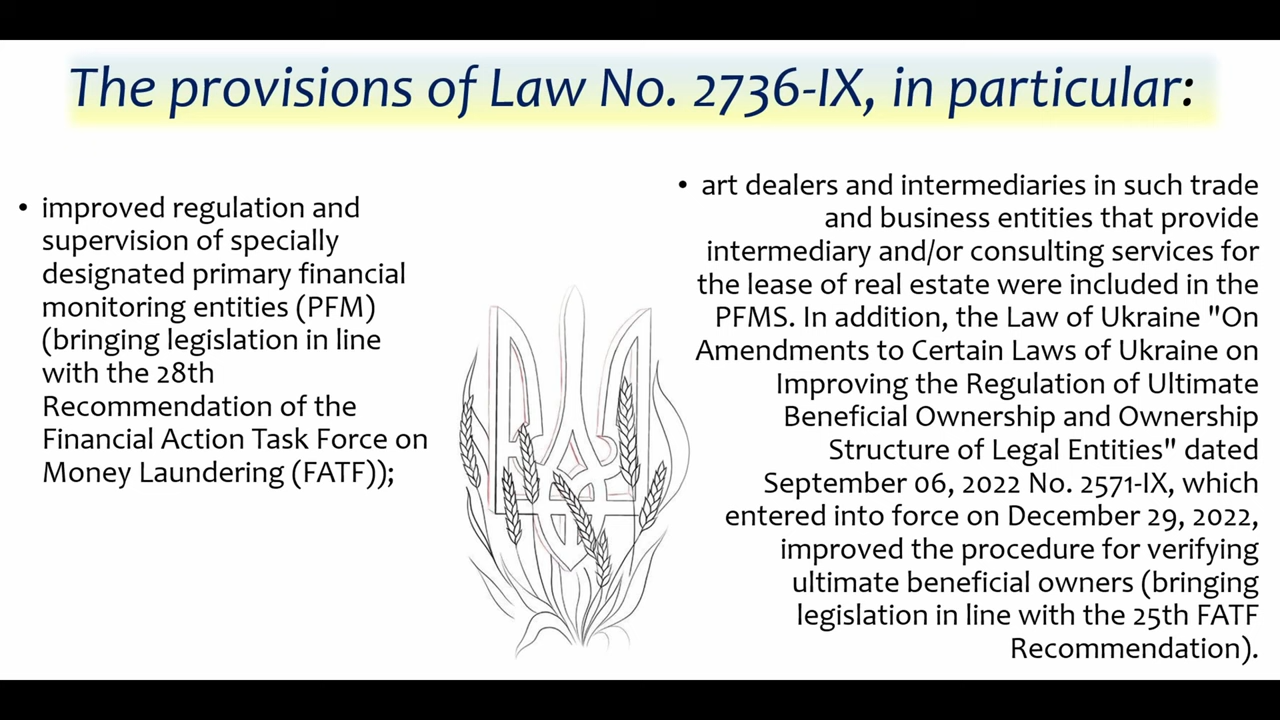 The provisions of Law No. 2736-IX, in particular:
• improved regulation and
supervision of specially
designated primary financial
monitoring entities (PFM)
(bringing legislation in line
with the 28th
Recommendation of the
Financial Action Task Force on
Money Laundering (FATF));
• art dealers and intermediaries in such trade
and business entities that provide
intermediary and/or consulting services for
the lease of real estate were included in the
PFMS. In addition, the Law of Ukraine "On
Amendments to Certain Laws of Ukraine on
Improving the Regulation of Ultimate
Beneficial Ownership and Ownership
Structure of Legal Entities" dated
September 06, 2022 No. 2571-IX, which
entered into force on December 29, 2022,
improved the procedure for verifying
ultimate beneficial owners (bringing
legislation in line with the 25th FATF
Recommendation).